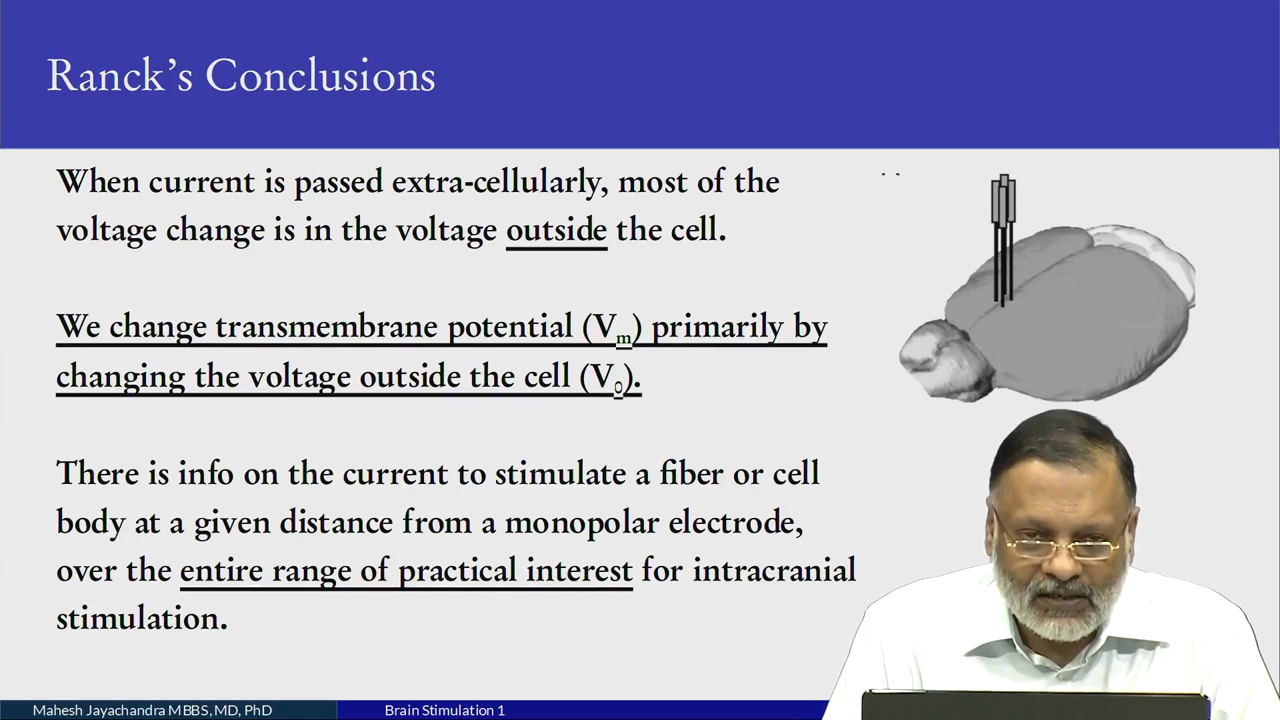 Ranck's Conclusions
When current is passed extra-cellularly, most of the
voltage change is in the voltage outside the cell.
We change transmembrane potential (Vm) primarily by
changing the voltage outside the cell (V0).
There is info on the current to stimulate a fiber or cell
body at a given distance from a monopolar electrode,
over the entire range of practical interest for intracranial
stimulation.
Mahesh Jayachandra MBBS, MD, PhD
Brain Stimulation 1